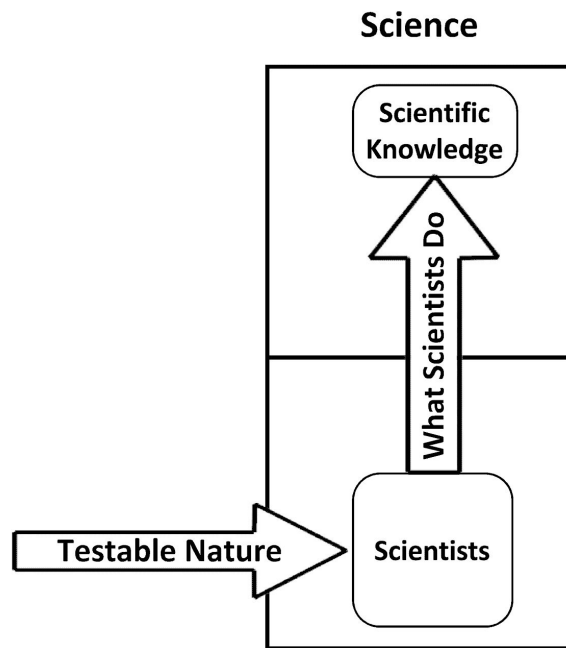 Science
Scientific
Knowledge
What Scientists Do
Testable Nature
Scientists